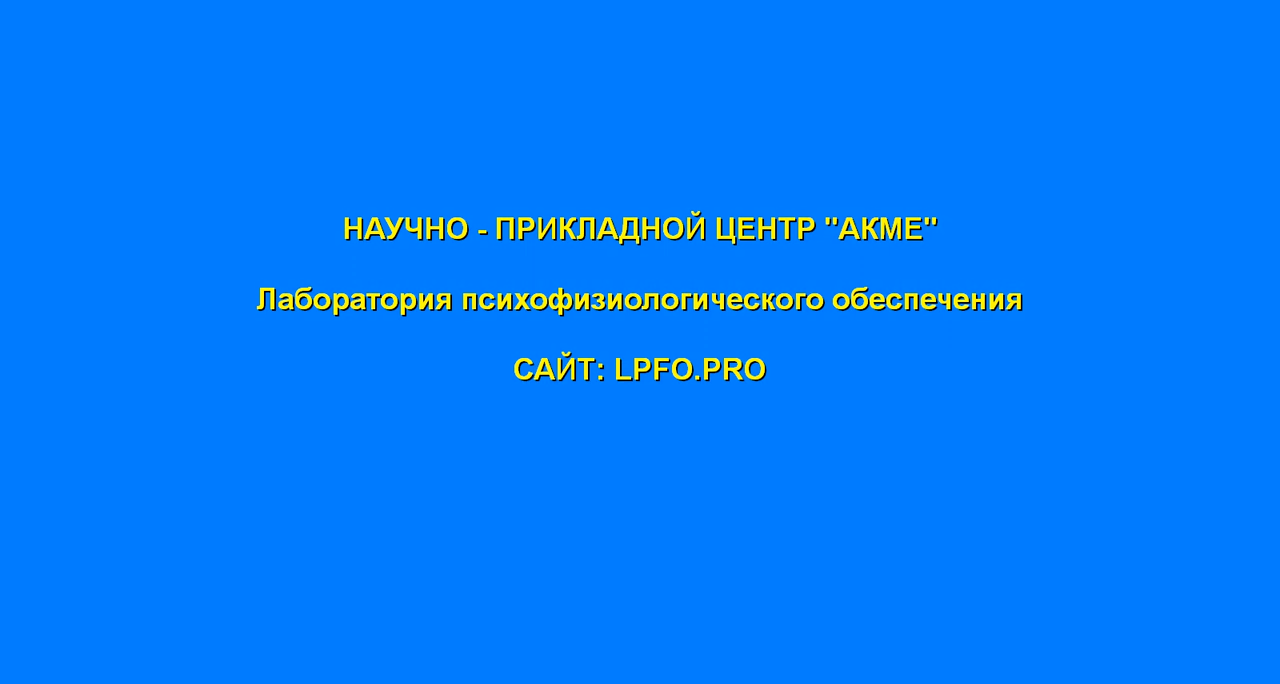 НАУЧНО - ПРИКЛАДНОЙ ЦЕНТР "АКМЕ"
Лаборатория психофизиологического обеспечения
САЙТ: LPFO.PRO